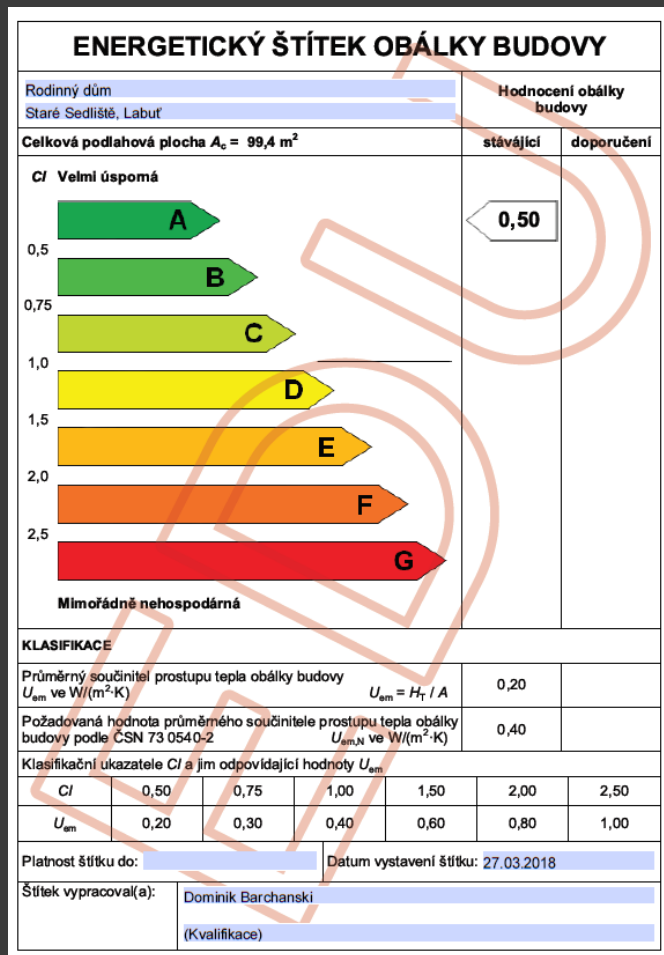 ENERGETICKÝ ŠTÍTEK OBÁLKY BUDOVY
Rodinný dům
Staré Sedliště, Labuť
Hodnocení obálky
budovy
Celková podlahová plocha Ac = 99,4 m²
stávající
doporučení
CI Velmi úsporná
A
0,50
0,5
B
0,75
C
1,0
D
1,5
E
2,0
F
2,5
G
Mimořádně nehospodárná
KLASIFIKACE
Průměrný součinitel prostupu tepla obálky budovy
Uem ve W/(m²·K) Uem = HT / A
0,20
Požadovaná hodnota průměrného součinitele prostupu tepla obálky
budovy podle ČSN 73 0540-2 Uem,N ve W/(m²·K)
0,40
Klasifikační ukazatele CI a jim odpovídající hodnoty Uem
CI 0,50 0,75 1,00 1,50 2,00 2,50
Uem 0,20 0,30 0,40 0,60 0,80 1,00
Platnost štítku do:
Datum vystavení štítku: 27.03.2018
Štítek vypracoval(a):
Dominik Barchanski
(Kvalifikace)
EDU